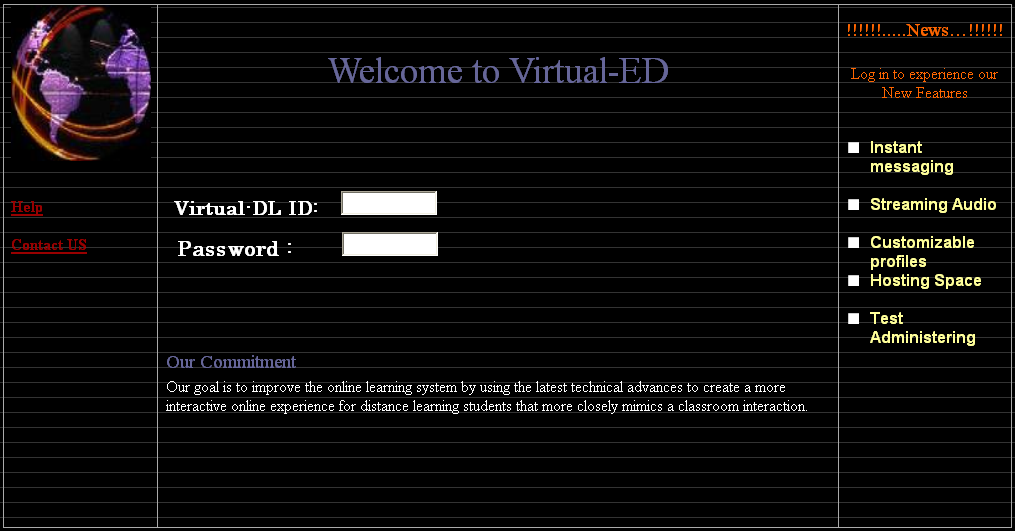 Welcome to Virtual-ED
Help
Contact US
Virtual-DL ID:
Password :
Our Commitment
Our goal is to improve the online learning system by using the latest technical advances to create a more
interactive online experience for distance learning students that more closely mimics a classroom interaction.
!!!!!!.....News...!!!!!!
Log in to experience our
New Features
Instant
messaging
Streaming Audio
Customizable
profiles
Hosting Space
Test
Administering